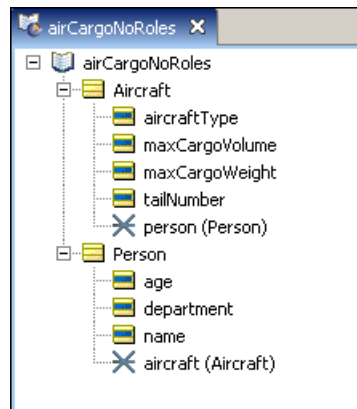 airCargoNoRoles
airCargoNoRoles
Aircraft
aircraftType
maxCargoVolume
maxCargoWeight
tailNumber
person (Person)
Person
age
department
name
aircraft (Aircraft)